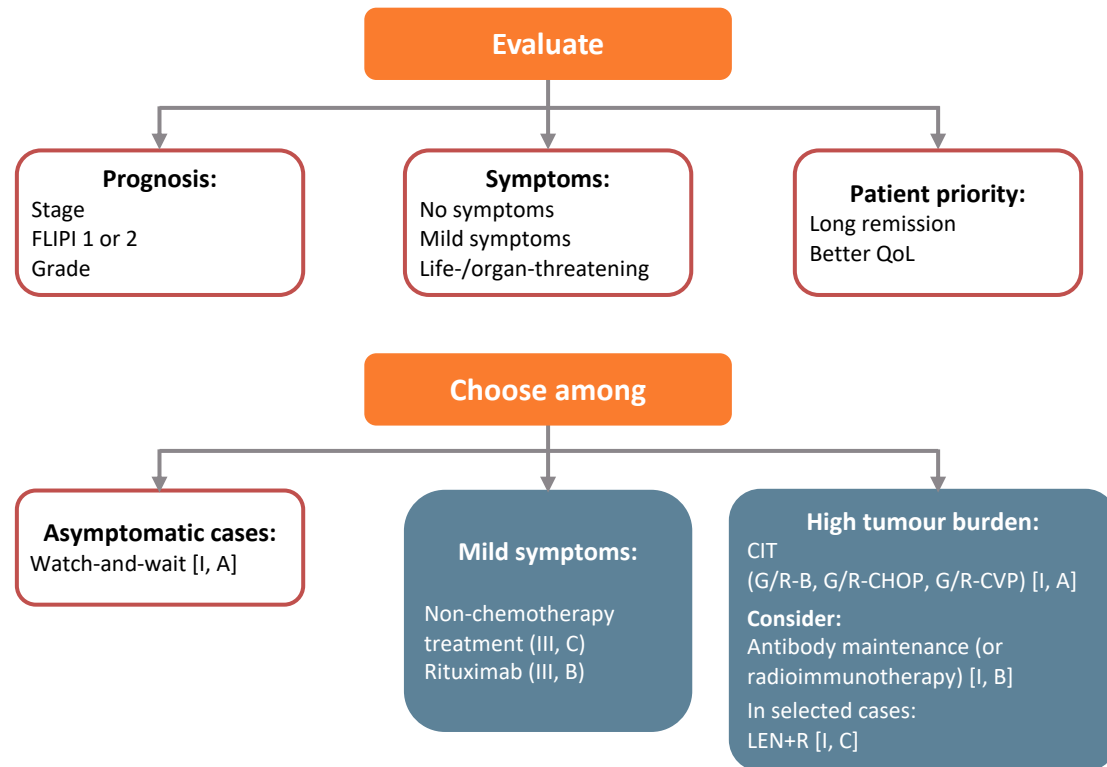 Evaluate
Prognosis:
Stage
FLIPI 1 or 2
Grade
Symptoms:
No symptoms
Mild symptoms
Life-/organ-threatening
Patient priority:
Long remission
Better QoL
Choose among
Asymptomatic cases:
Watch-and-wait [I, A]
Mild symptoms:
Non-chemotherapy
treatment (III, C)
Rituximab (III, B)
High tumour burden:
CIT
(G/R-B, G/R-CHOP, G/R-CVP) [I, A]
Consider:
Antibody maintenance (or
radioimmunotherapy) [I, B]
In selected cases:
LEN+R [I, C]